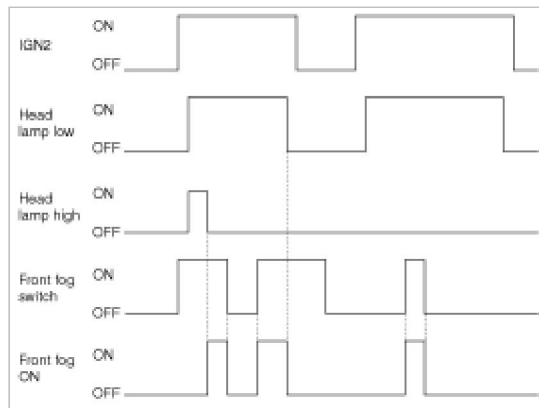 ON
IGN2
OFF
ON
Head
lamp low
OFF
Head
lamp high
ON
OFF
Front fog
switch
ON
OFF
Front fog
ON
ON
OFF